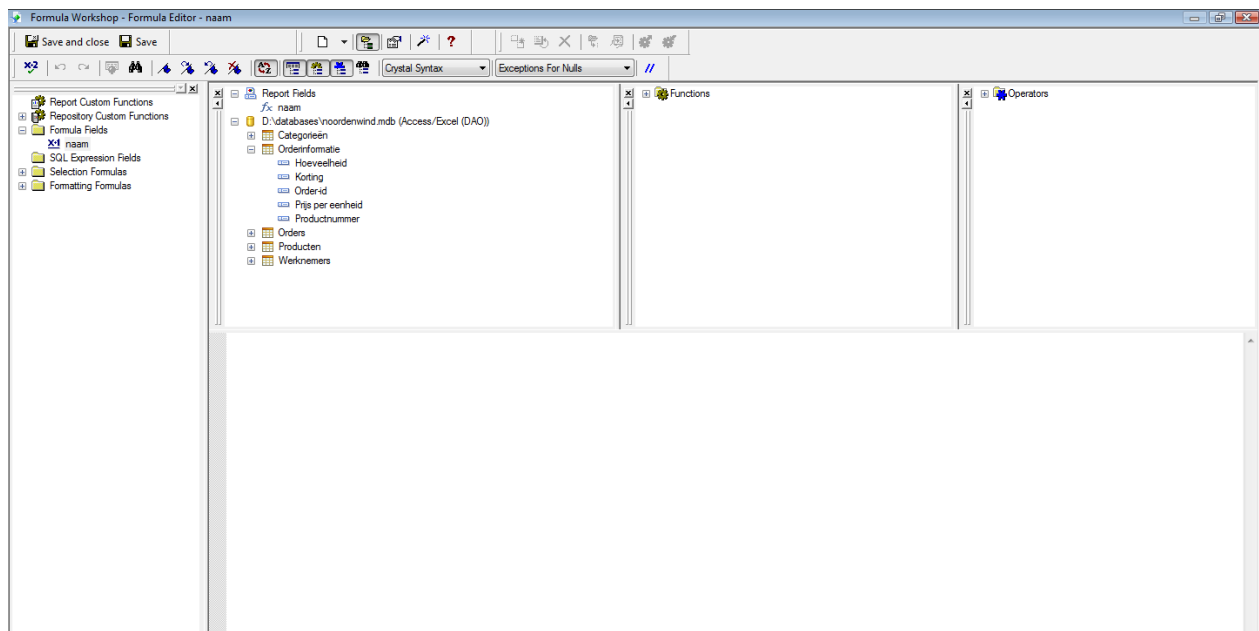 Formula Workshop - Formula Editor - naam
Save and close Save
Crystal Syntax Exceptions For Nulls
Report Custom Functions
Repository Custom Functions
Formula Fields
naam
SQL Expression Fields
Selection Formulas
Formatting Formulas
Report Fields
naam
D:\databases\noordenwind.mdb (Access/Excel (DAO))
Categorieën
Orderinformatie
Hoeveelheid
Korting
Order-id
Prijs per eenheid
Productnummer
Orders
Producten
Werknemers
Functions
Operators